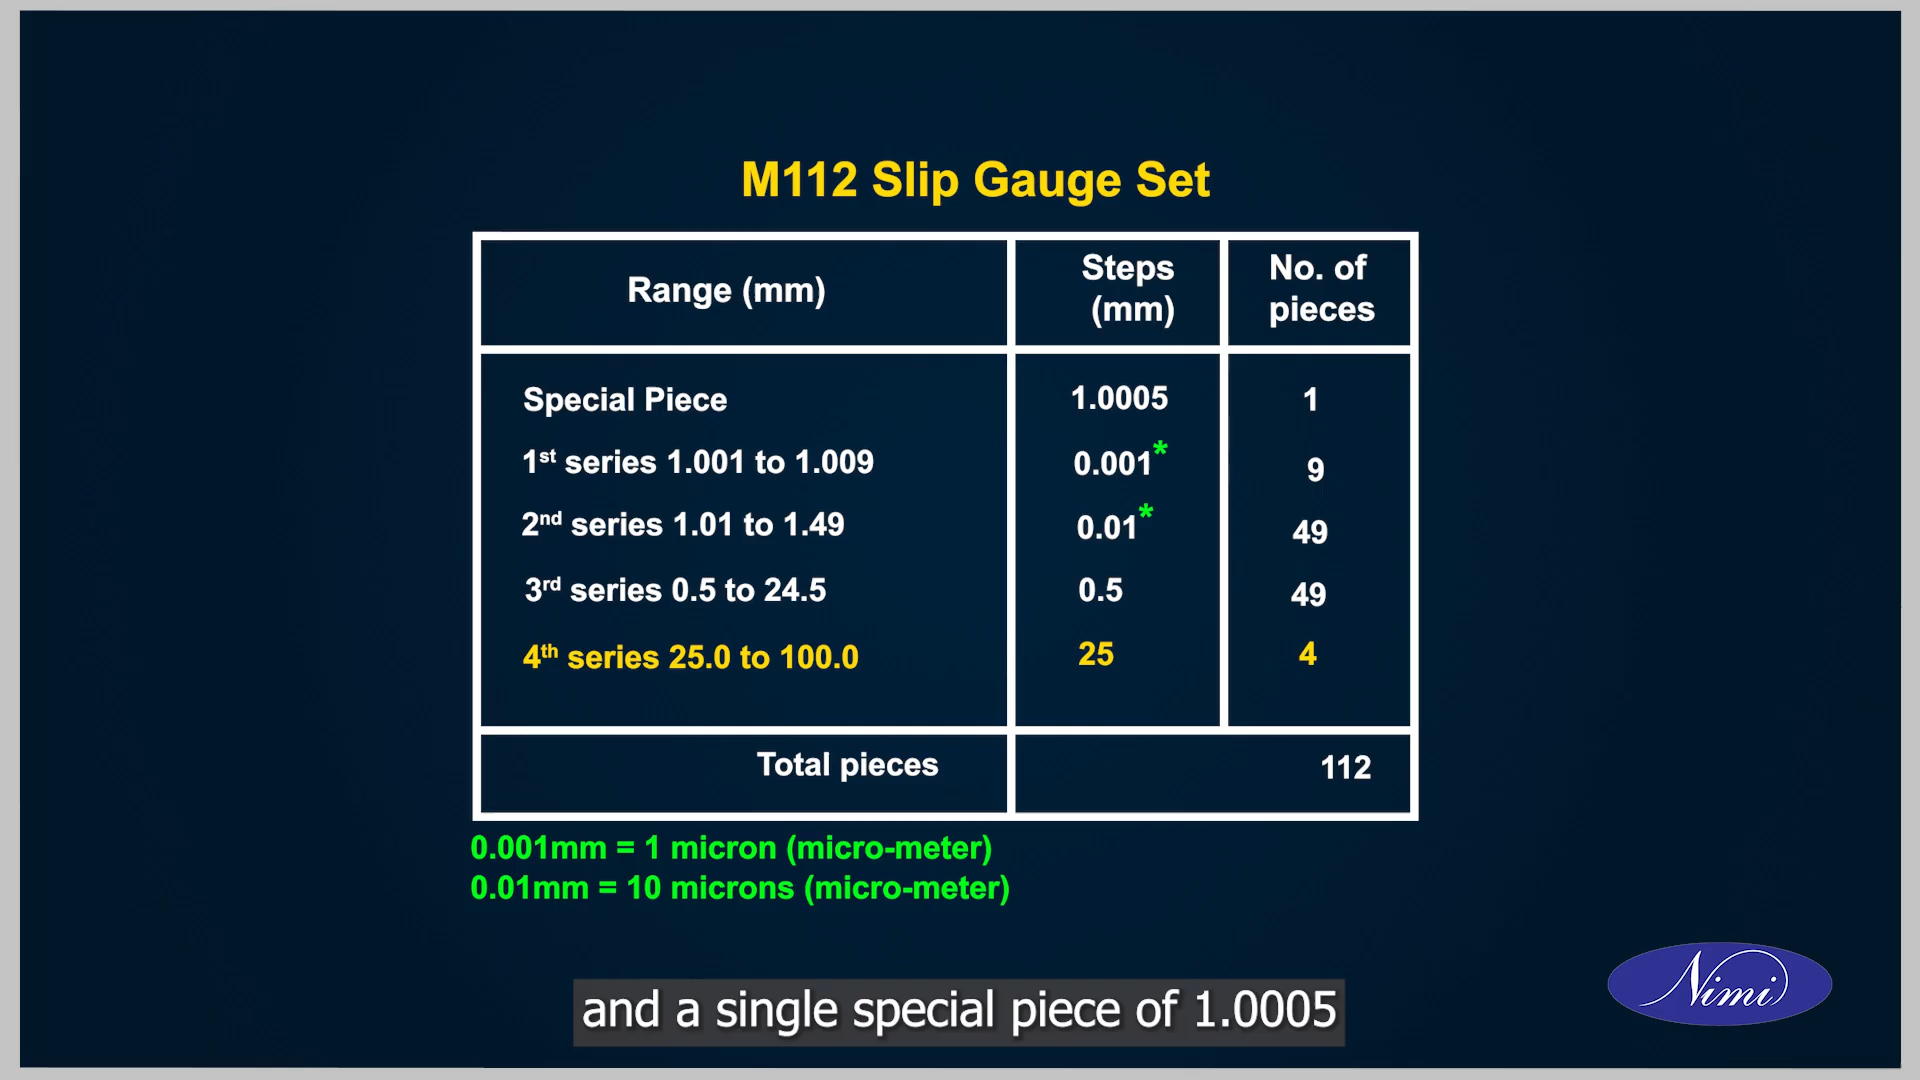 M112 Slip Gauge Set
Range (mm)
Steps (mm)
No. of pieces
Special Piece 1.0005 1
1st series 1.001 to 1.009 0.001* 9
2nd series 1.01 to 1.49 0.01* 49
3rd series 0.5 to 24.5 0.5 49
4th series 25.0 to 100.0 25 4
Total pieces 112
0.001mm = 1 micron (micro-meter)
0.01mm = 10 microns (micro-meter)
Nimi
and a single special piece of 1.0005